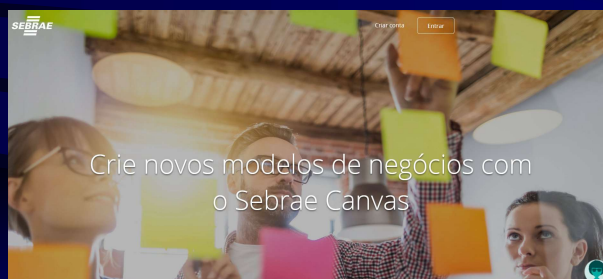 SEBRAE
Criar conta
Entrar
Crie novos modelos de negócios com
o Sebrae Canvas